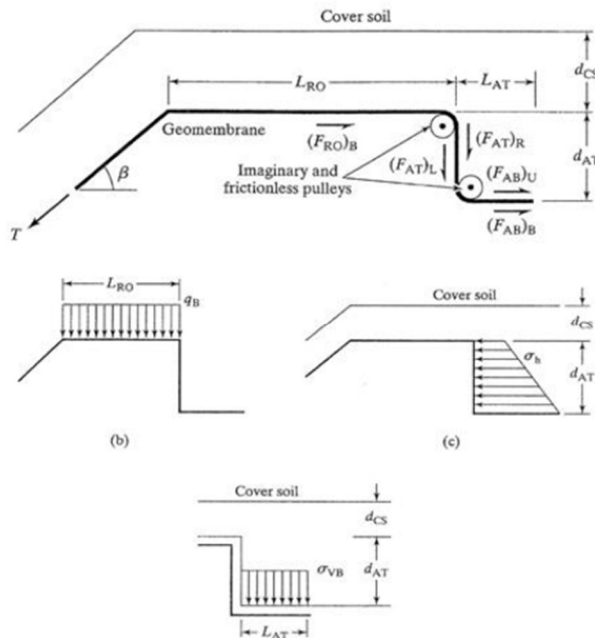 Cover soil
L_RO
L_AT
d_CS
Geomembrane
(F_RO)_B
(F_AT)_R
d_AT
β
Imaginary and
frictionless pulleys
(F_AT)_L
(F_AB)_U
T
(F_AB)_B
L_RO
q_B
(b)
Cover soil
d_CS
σ_h
d_AT
(c)
Cover soil
d_CS
σ_VB
d_AT
L_AT